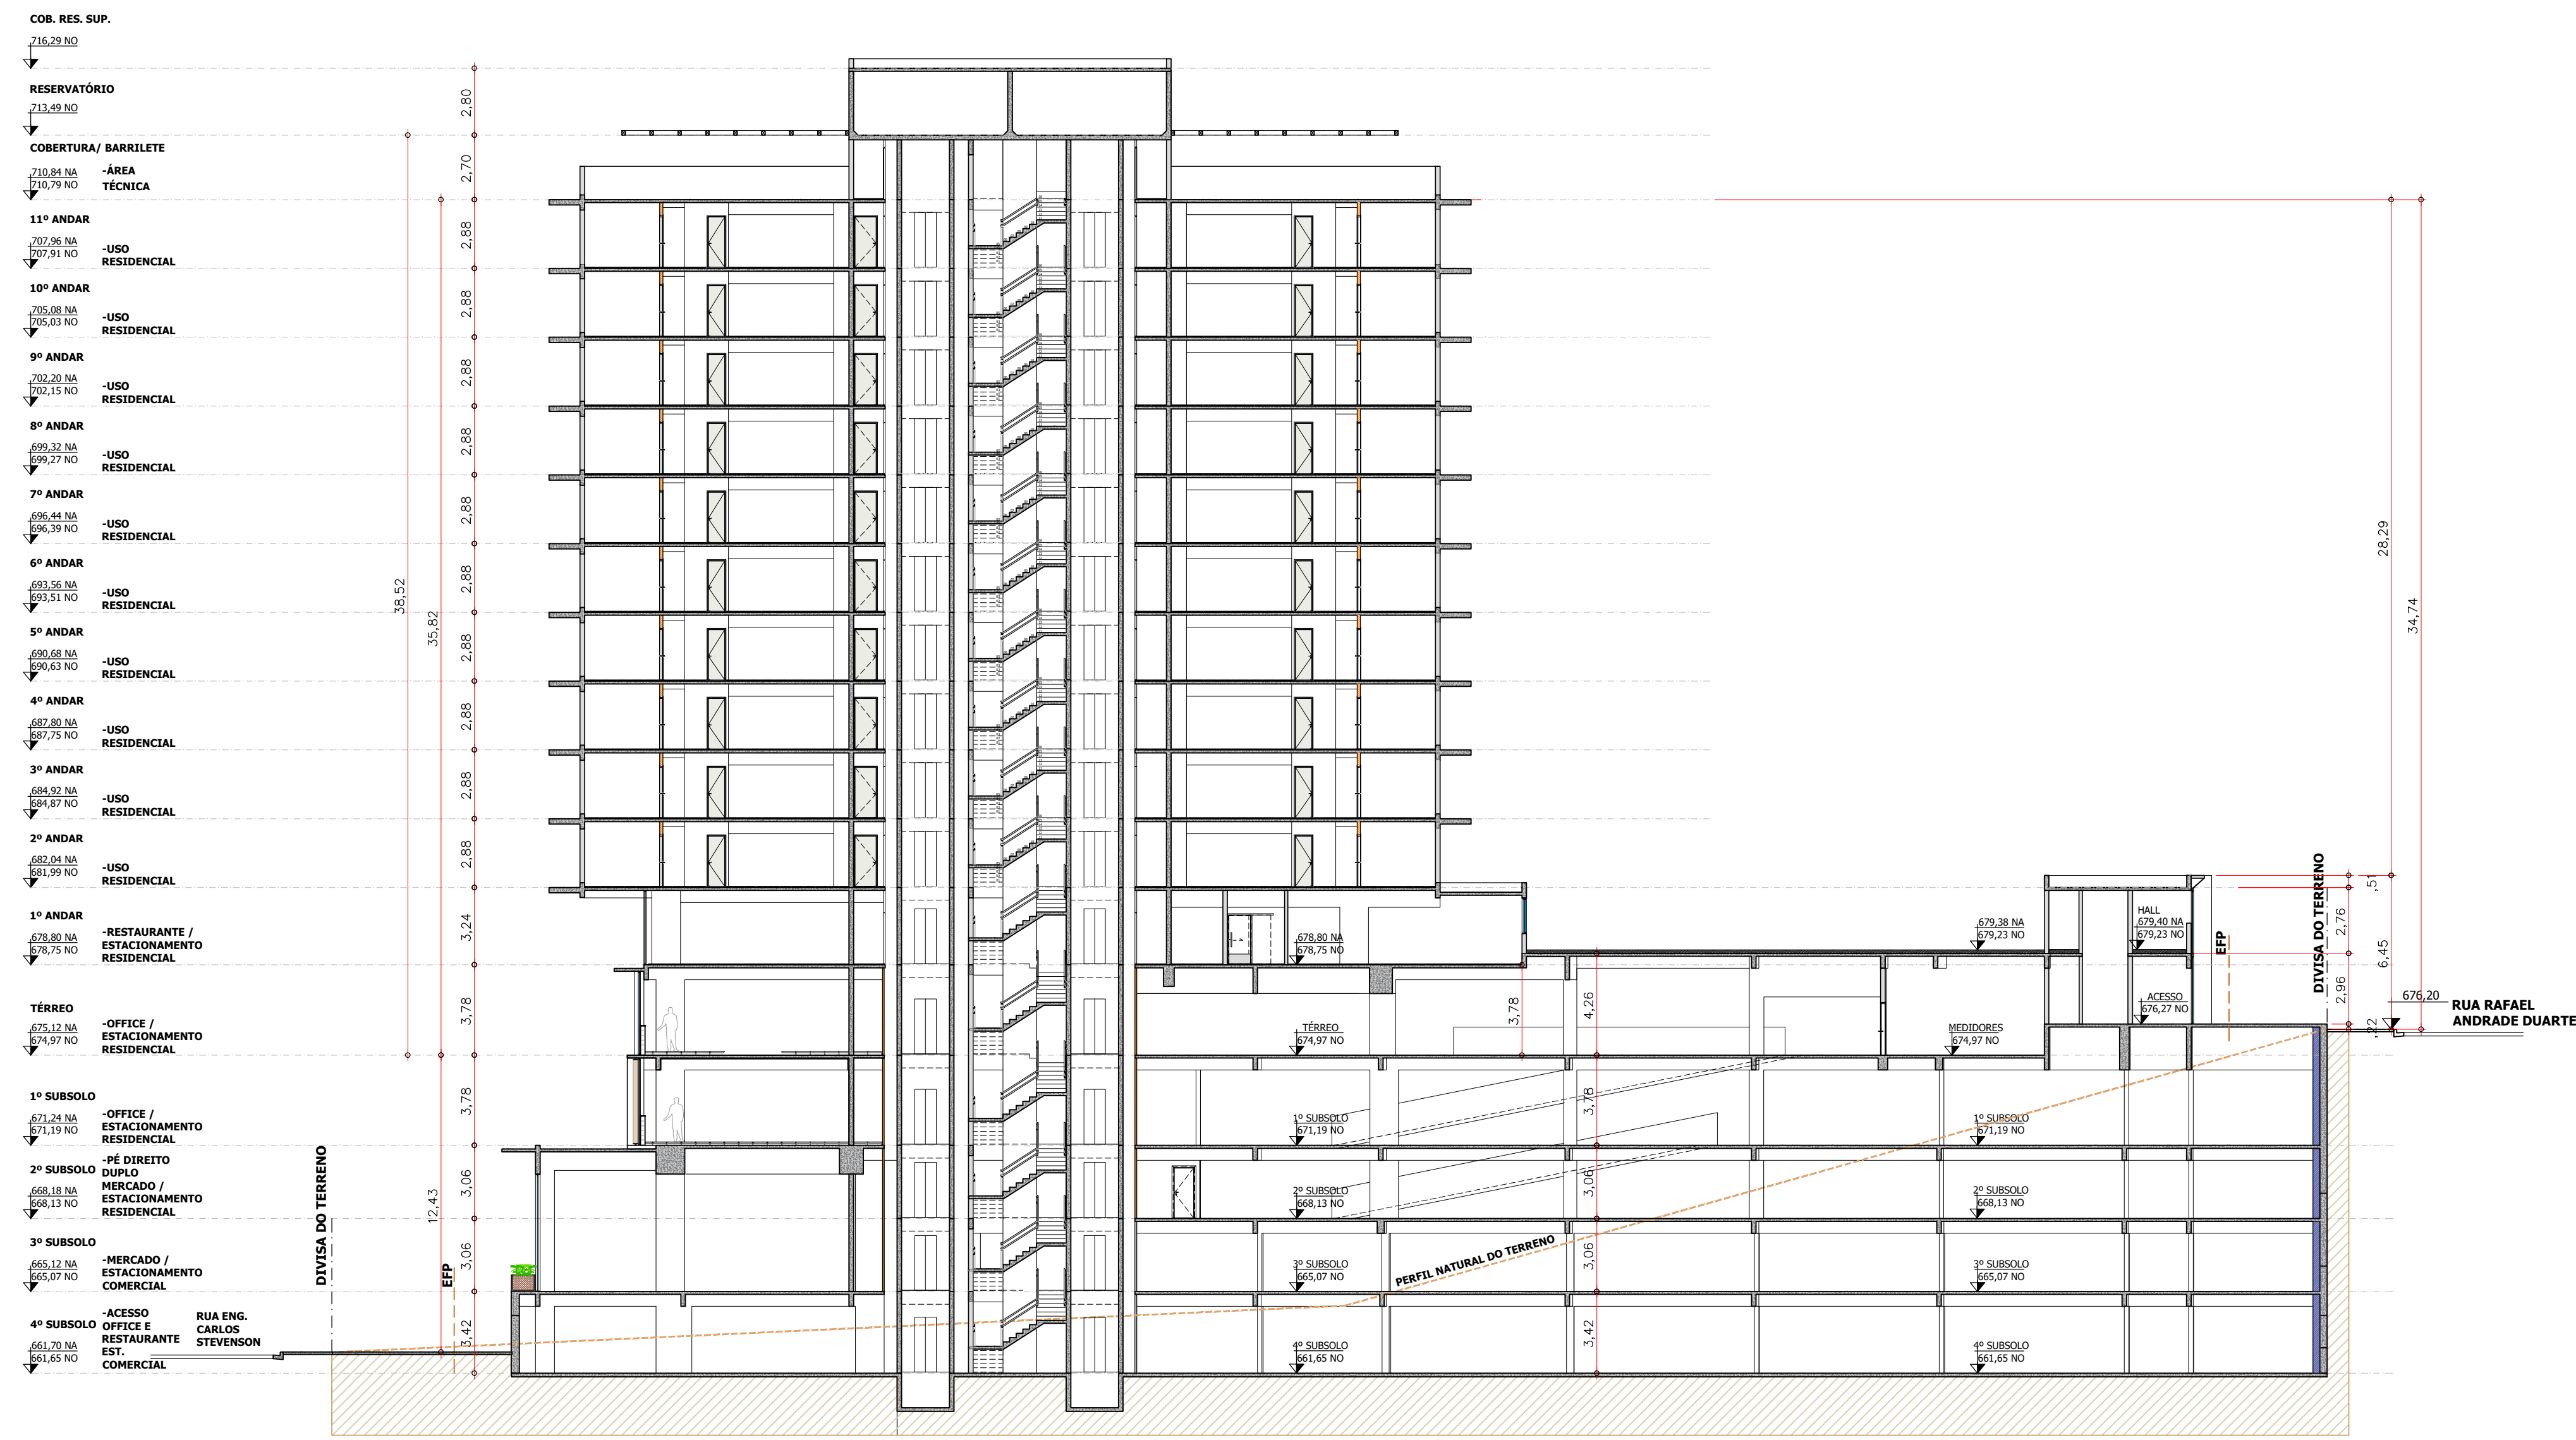 COB. RES. SUP.
716,29 NO
RESERVATÓRIO
713,49 NO
COBERTURA/ BARRILETE
710,84 NA
710,79 NO
-ÁREA
TÉCNICA
11º ANDAR
707,96 NA
707,91 NO
-USO
RESIDENCIAL
10º ANDAR
705,08 NA
705,03 NO
-USO
RESIDENCIAL
9º ANDAR
702,20 NA
702,15 NO
-USO
RESIDENCIAL
8º ANDAR
699,32 NA
699,27 NO
-USO
RESIDENCIAL
7º ANDAR
696,44 NA
696,39 NO
-USO
RESIDENCIAL
6º ANDAR
693,56 NA
693,51 NO
-USO
RESIDENCIAL
5º ANDAR
690,68 NA
690,63 NO
-USO
RESIDENCIAL
4º ANDAR
687,80 NA
687,75 NO
-USO
RESIDENCIAL
3º ANDAR
684,92 NA
684,87 NO
-USO
RESIDENCIAL
2º ANDAR
682,04 NA
681,99 NO
-USO
RESIDENCIAL
1º ANDAR
678,80 NA
678,75 NO
-RESTAURANTE /
ESTACIONAMENTO
RESIDENCIAL
TÉRREO
675,12 NA
674,97 NO
-OFFICE /
ESTACIONAMENTO
RESIDENCIAL
1º SUBSOLO
671,24 NA
671,19 NO
-OFFICE /
ESTACIONAMENTO
RESIDENCIAL
2º SUBSOLO
668,18 NA
668,13 NO
-PÉ DIREITO
DUPLO
MERCADO /
ESTACIONAMENTO
RESIDENCIAL
3º SUBSOLO
665,12 NA
665,07 NO
-MERCADO /
ESTACIONAMENTO
COMERCIAL
4º SUBSOLO
661,70 NA
661,65 NO
-ACESSO
OFFICE E
RESTAURANTE
EST.
COMERCIAL
RUA ENG.
CARLOS
STEVENSON
DIVISA DO TERRENO
EFP
38,52
35,82
12,43
2,80
2,70
2,88
2,88
2,88
2,88
2,88
2,88
2,88
2,88
2,88
2,88
3,24
3,78
3,78
3,06
3,06
3,42
678,80 NA
678,75 NO
TÉRREO
674,97 NO
1º SUBSOLO
671,19 NO
2º SUBSOLO
668,13 NO
3º SUBSOLO
665,07 NO
4º SUBSOLO
661,65 NO
PERFIL NATURAL DO TERRENO
3,78
4,26
3,78
3,06
3,06
3,42
679,38 NA
679,23 NO
HALL
679,40 NA
679,23 NO
ACESSO
676,27 NO
MEDIDORES
674,97 NO
1º SUBSOLO
671,19 NO
2º SUBSOLO
668,13 NO
3º SUBSOLO
665,07 NO
4º SUBSOLO
661,65 NO
EFP
DIVISA DO TERRENO
,51
2,76
2,96
,22
28,29
6,45
34,74
676,20
RUA RAFAEL
ANDRADE DUARTE